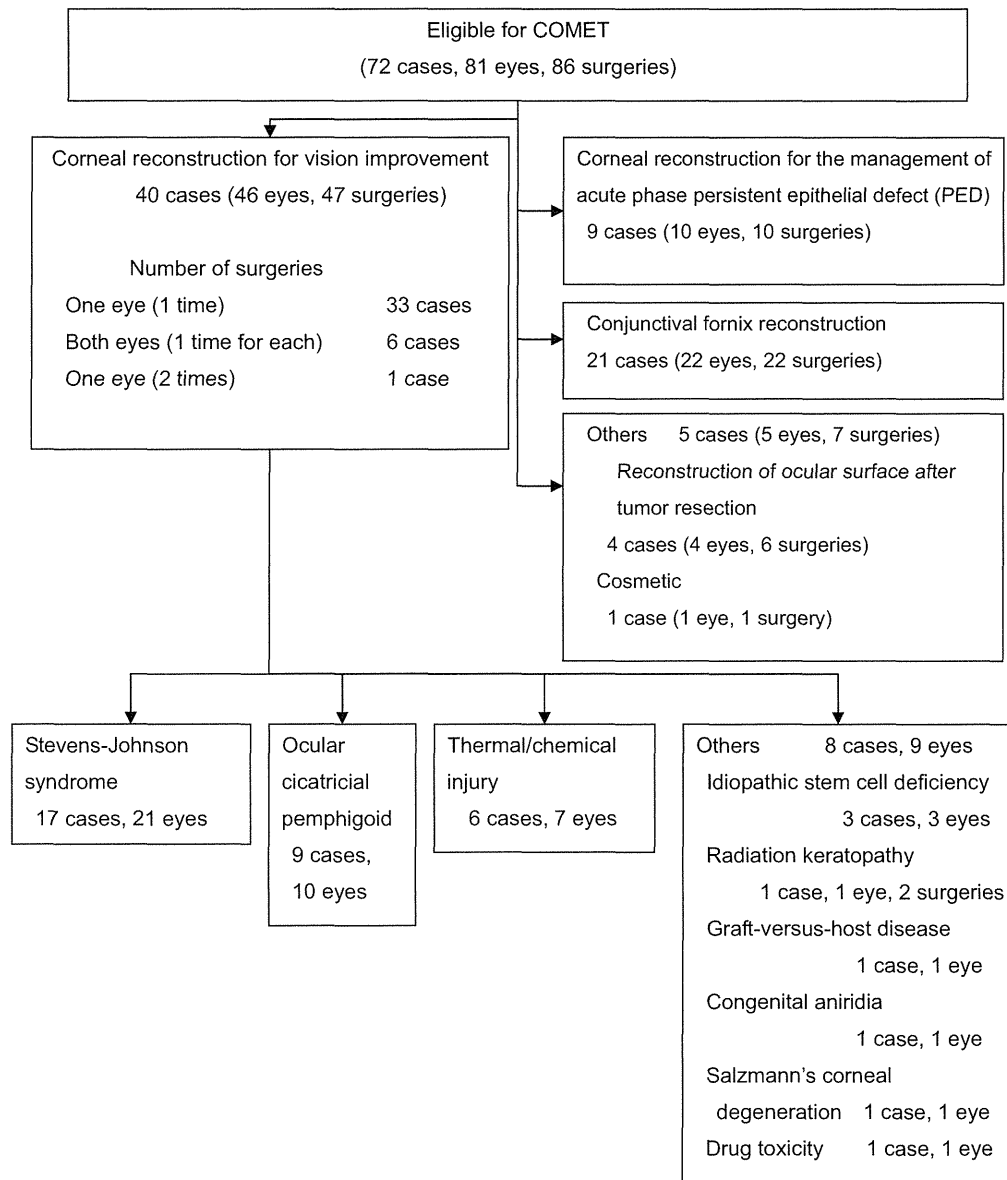 Eligible for COMET
(72 cases, 81 eyes, 86 surgeries)
Corneal reconstruction for vision improvement
40 cases (46 eyes, 47 surgeries)
Number of surgeries
One eye (1 time) 33 cases
Both eyes (1 time for each) 6 cases
One eye (2 times) 1 case
Corneal reconstruction for the management of
acute phase persistent epithelial defect (PED)
9 cases (10 eyes, 10 surgeries)
Conjunctival fornix reconstruction
21 cases (22 eyes, 22 surgeries)
Others 5 cases (5 eyes, 7 surgeries)
Reconstruction of ocular surface after
tumor resection
4 cases (4 eyes, 6 surgeries)
Cosmetic
1 case (1 eye, 1 surgery)
Stevens-Johnson
syndrome
17 cases, 21 eyes
Ocular
cicatricial
pemphigoid
9 cases,
10 eyes
Thermal/chemical
injury
6 cases, 7 eyes
Others 8 cases, 9 eyes
Idiopathic stem cell deficiency
3 cases, 3 eyes
Radiation keratopathy
1 case, 1 eye, 2 surgeries
Graft-versus-host disease
1 case, 1 eye
Congenital aniridia
1 case, 1 eye
Salzmann's corneal
degeneration 1 case, 1 eye
Drug toxicity 1 case, 1 eye